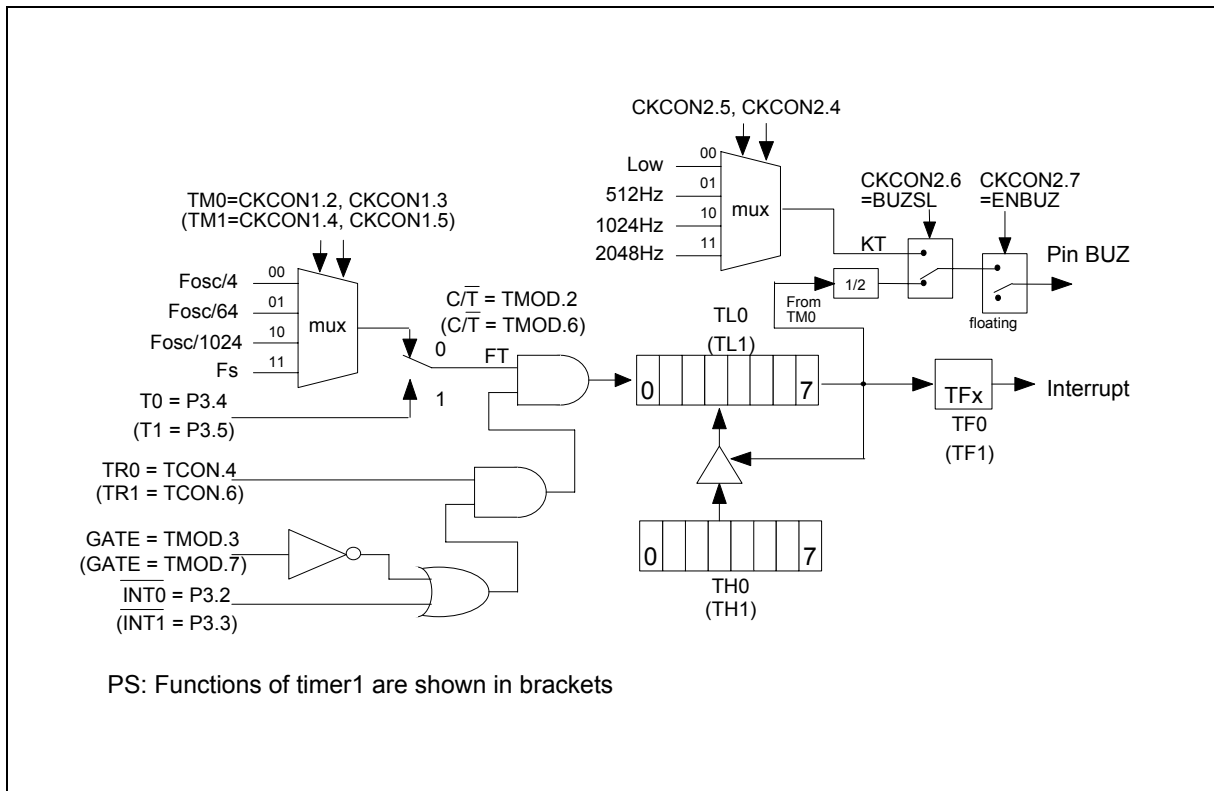 CKCON2.5, CKCON2.4
Low
512Hz
1024Hz
2048Hz
00
01
10
11
mux
KT
CKCON2.6
=BUZSL
CKCON2.7
=ENBUZ
Pin BUZ
1/2
From
TM0
floating
TM0=CKCON1.2, CKCON1.3
(TM1=CKCON1.4, CKCON1.5)
Fosc/4
Fosc/64
Fosc/1024
Fs
00
01
10
11
mux
C/T̅ = TMOD.2
(C/T̅ = TMOD.6)
0
FT
1
T0 = P3.4
(T1 = P3.5)
TR0 = TCON.4
(TR1 = TCON.6)
GATE = TMOD.3
(GATE = TMOD.7)
I̅N̅T̅0̅ = P3.2
(I̅N̅T̅1̅ = P3.3)
TL0
(TL1)
0
7
TFx
TF0
(TF1)
Interrupt
0
7
TH0
(TH1)
PS: Functions of timer1 are shown in brackets